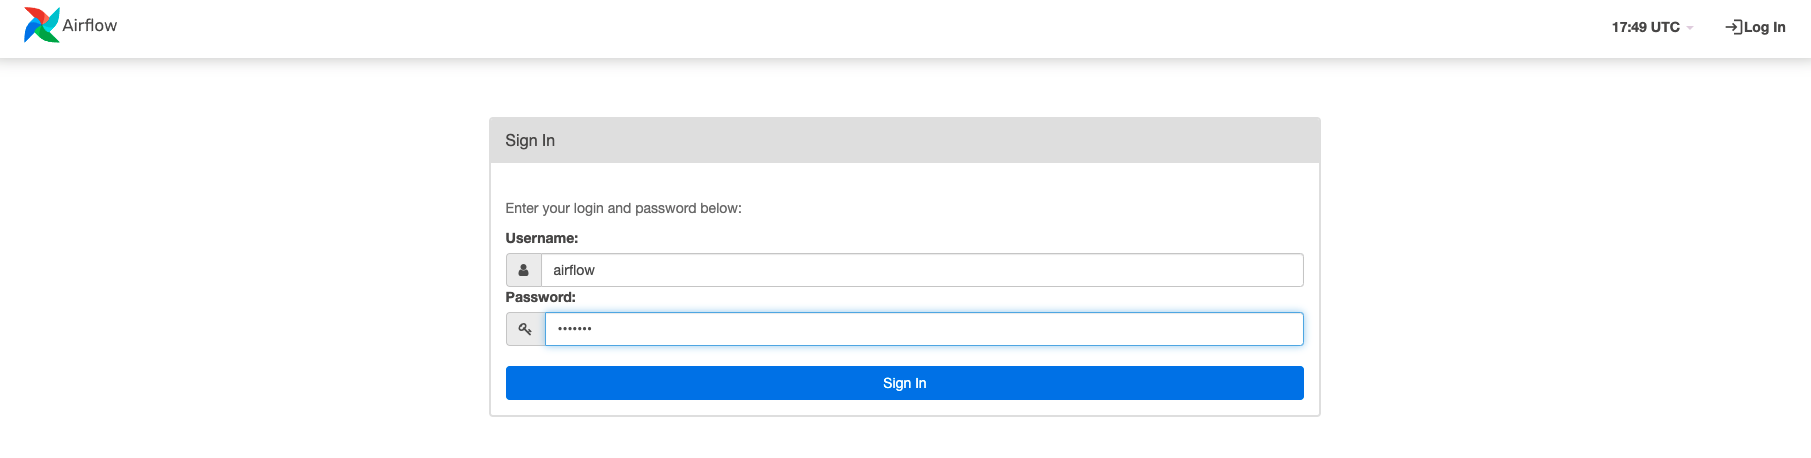 Airflow
17:49 UTC
Log In
Sign In
Enter your login and password below:
Username:
airflow
Password:
•••••••
Sign In